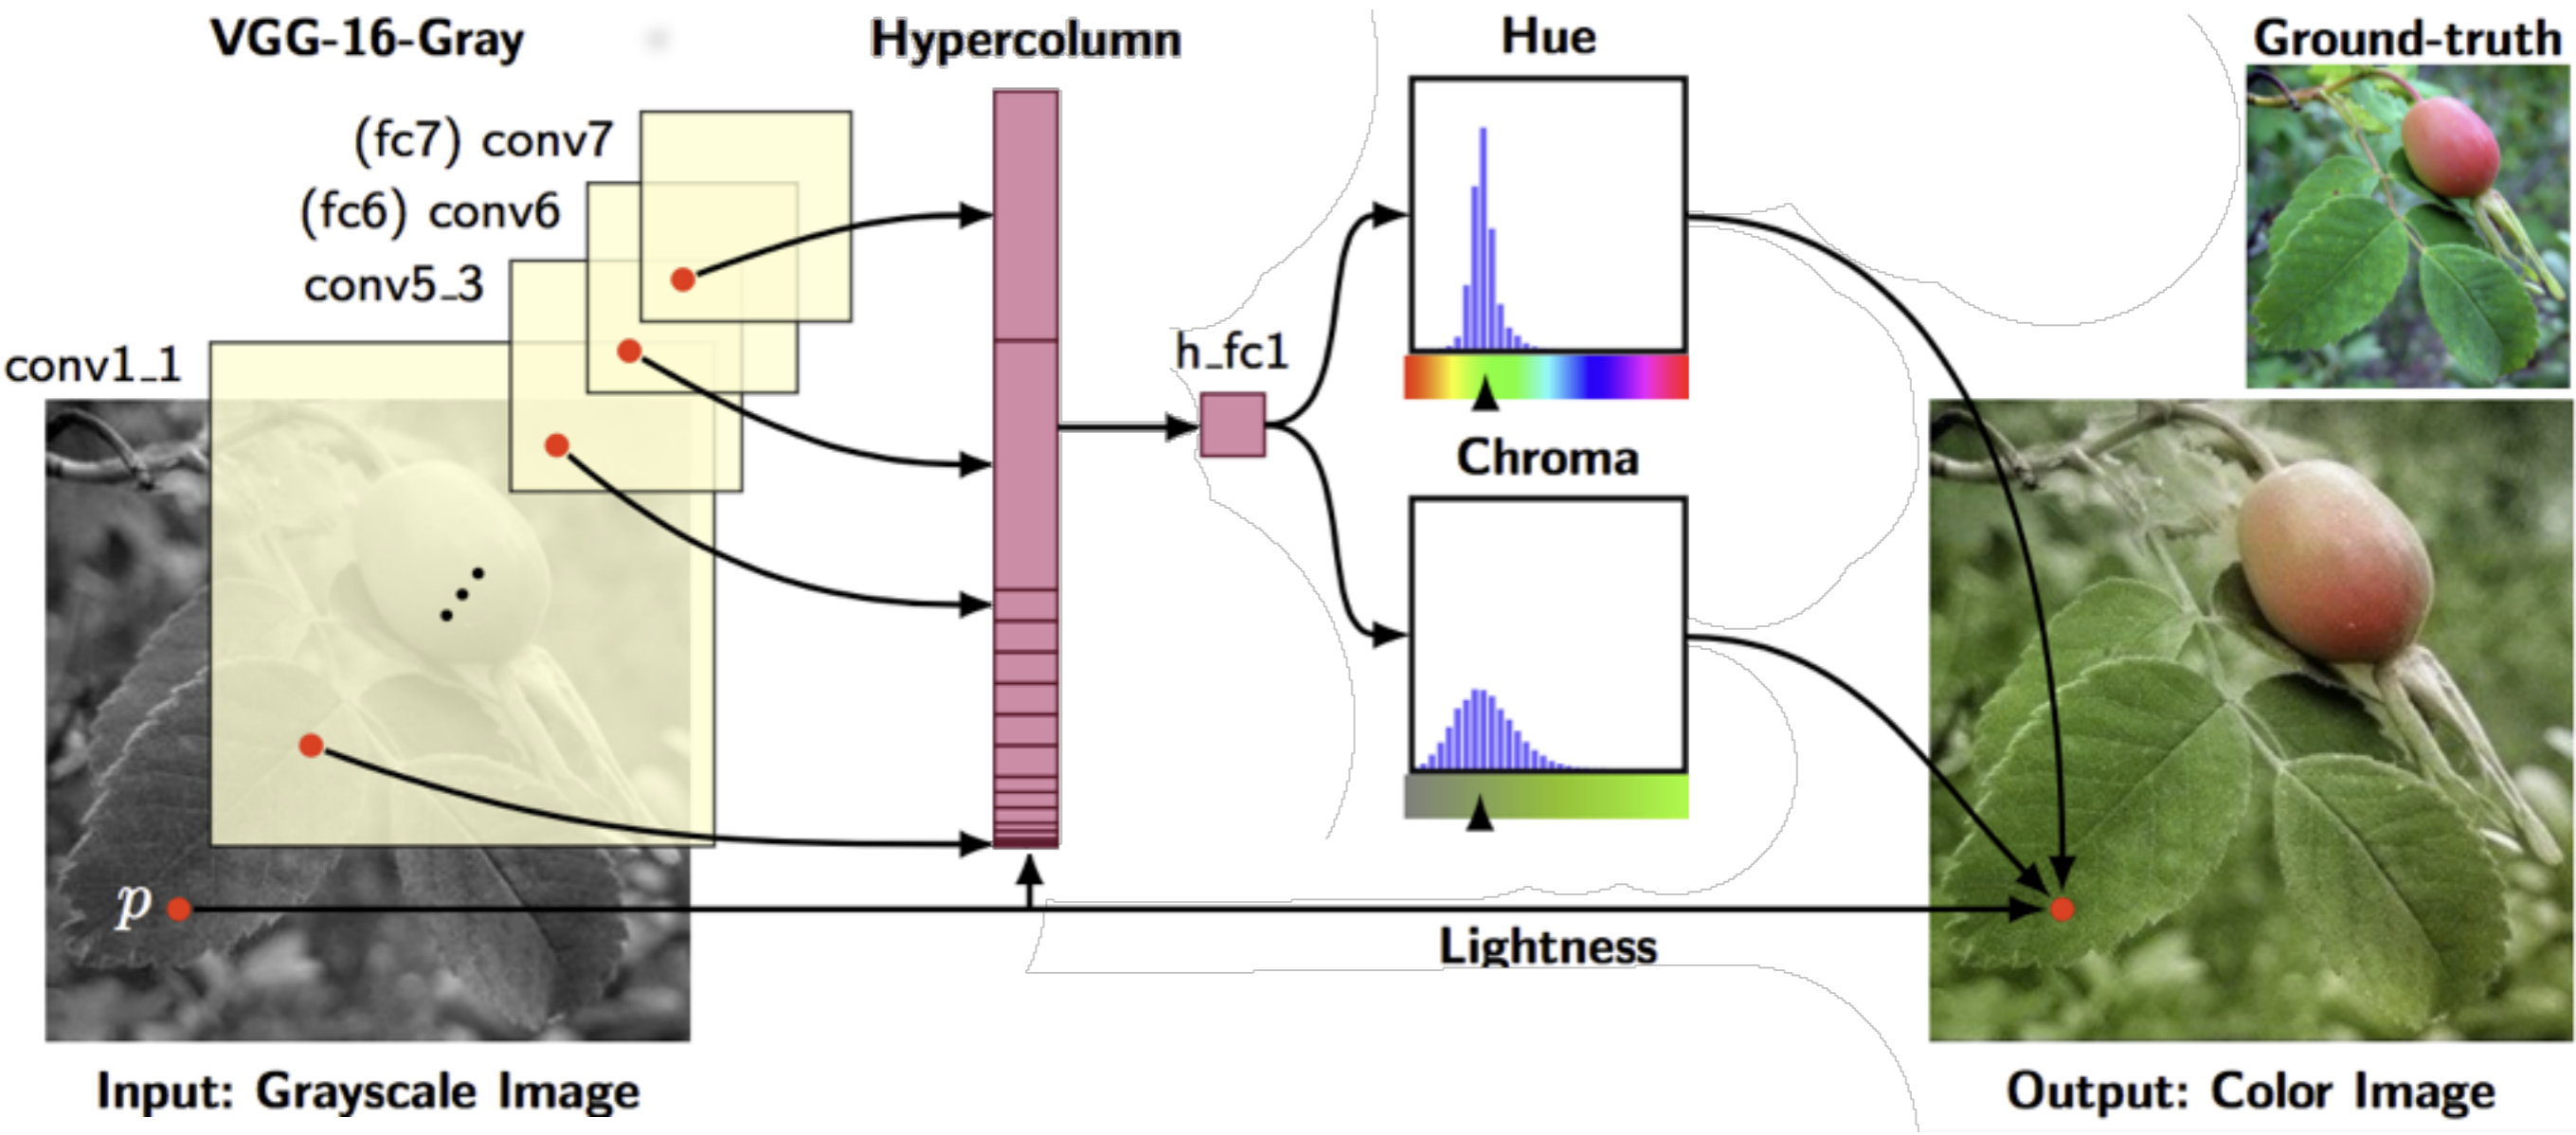 VGG-16-Gray
Hypercolumn
Hue
Ground-truth
(fc7) conv7
(fc6) conv6
conv5_3
conv1_1
h_fc1
Chroma
p
Lightness
Input: Grayscale Image
Output: Color Image